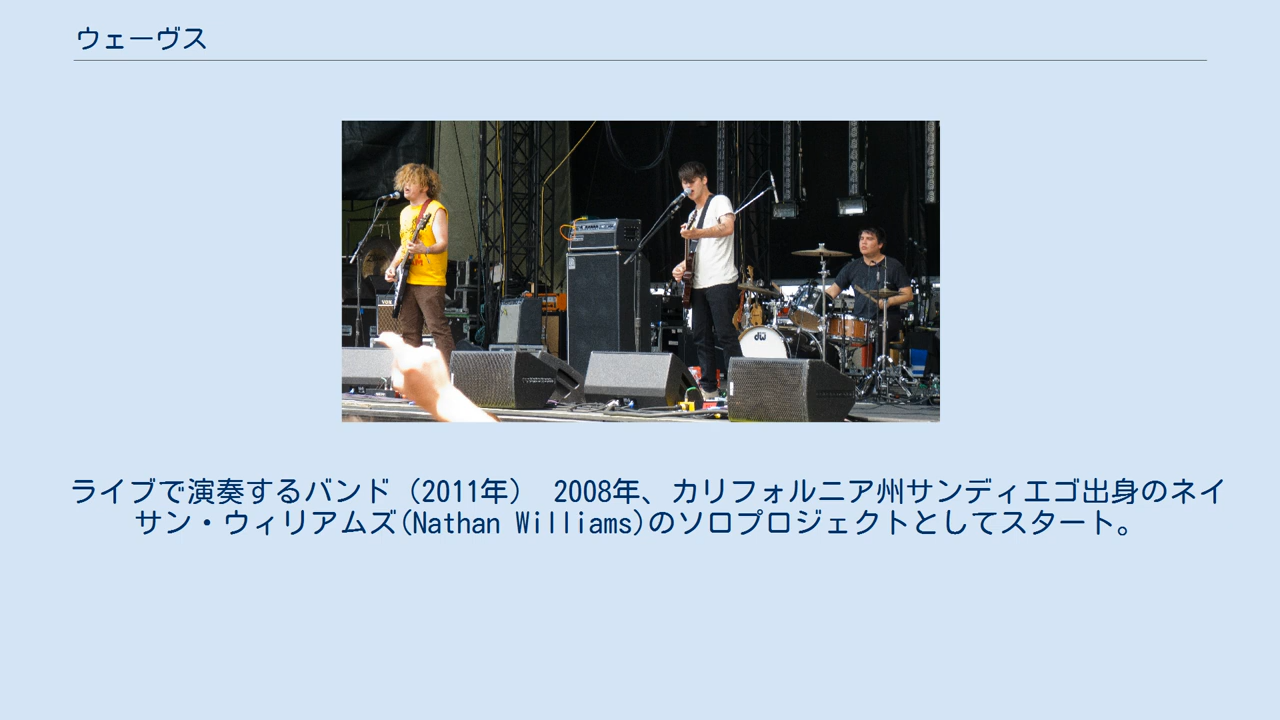 ウェーヴス
VOX
dw
ライブで演奏するバンド（2011年） 2008年、カリフォルニア州サンディエゴ出身のネイ
サン・ウィリアムズ(Nathan Williams)のソロプロジェクトとしてスタート。